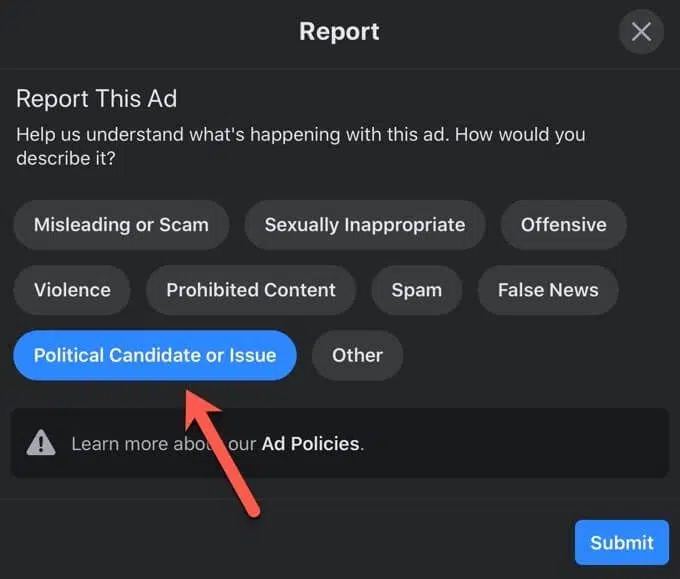 Report
Report This Ad
Help us understand what's happening with this ad. How would you
describe it?
Misleading or Scam Sexually Inappropriate Offensive
Violence Prohibited Content Spam False News
Political Candidate or Issue Other
Learn more about our Ad Policies.
Submit